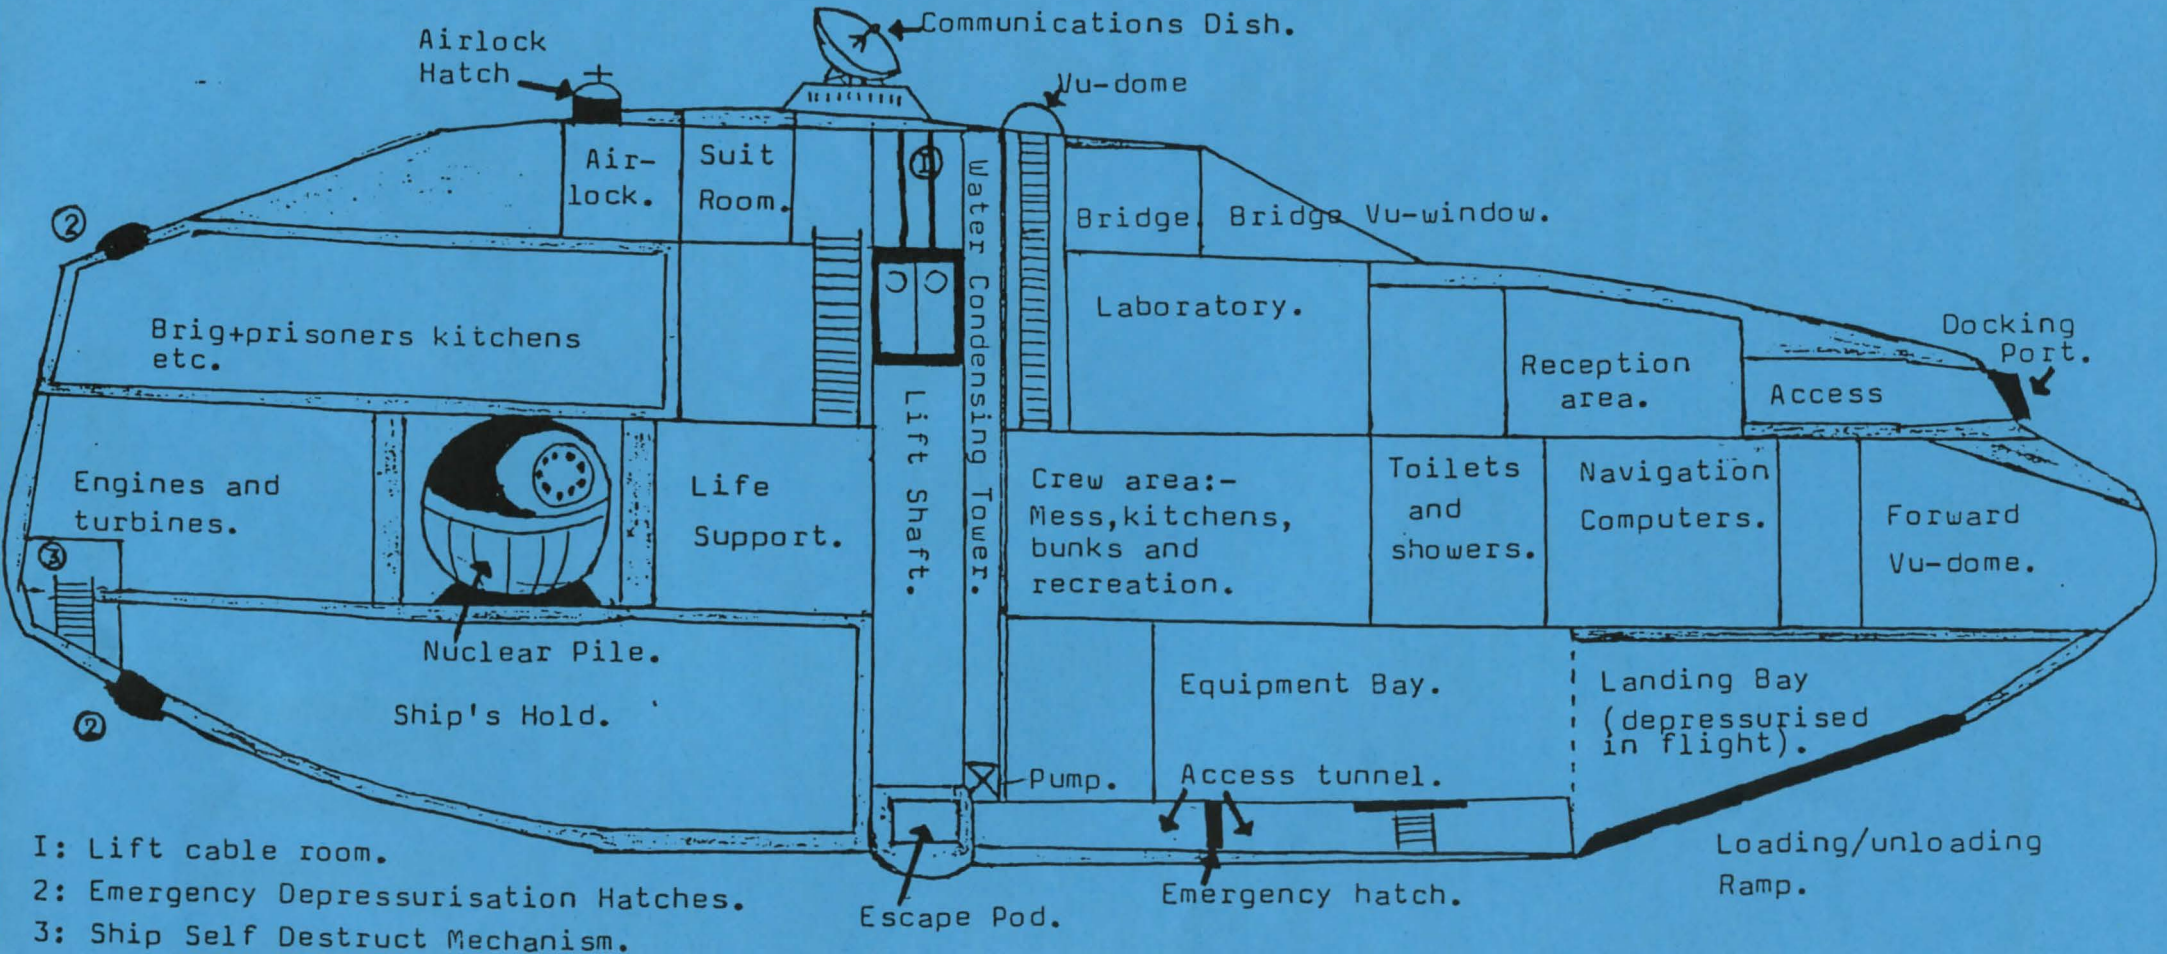 Communications Dish.
Airlock
Hatch
Vu-dome
Air-
lock.
Suit
Room.
I
Water Condensing Tower.
Bridge
Bridge Vu-window.
2
Brig+prisoners kitchens
etc.
Laboratory.
Reception
area.
Access
Docking
Port.
Lift Shaft.
Engines and
turbines.
3
Life
Support.
Crew area:-
Mess,kitchens,
bunks and
recreation.
Toilets
and
showers.
Navigation
Computers.
Forward
Vu-dome.
Nuclear Pile.
Ship's Hold.
2
Equipment Bay.
Landing Bay
(depressurised
in flight).
Pump.
Access tunnel.
Loading/unloading
Ramp.
Emergency hatch.
Escape Pod.
I: Lift cable room.
2: Emergency Depressurisation Hatches.
3: Ship Self Destruct Mechanism.